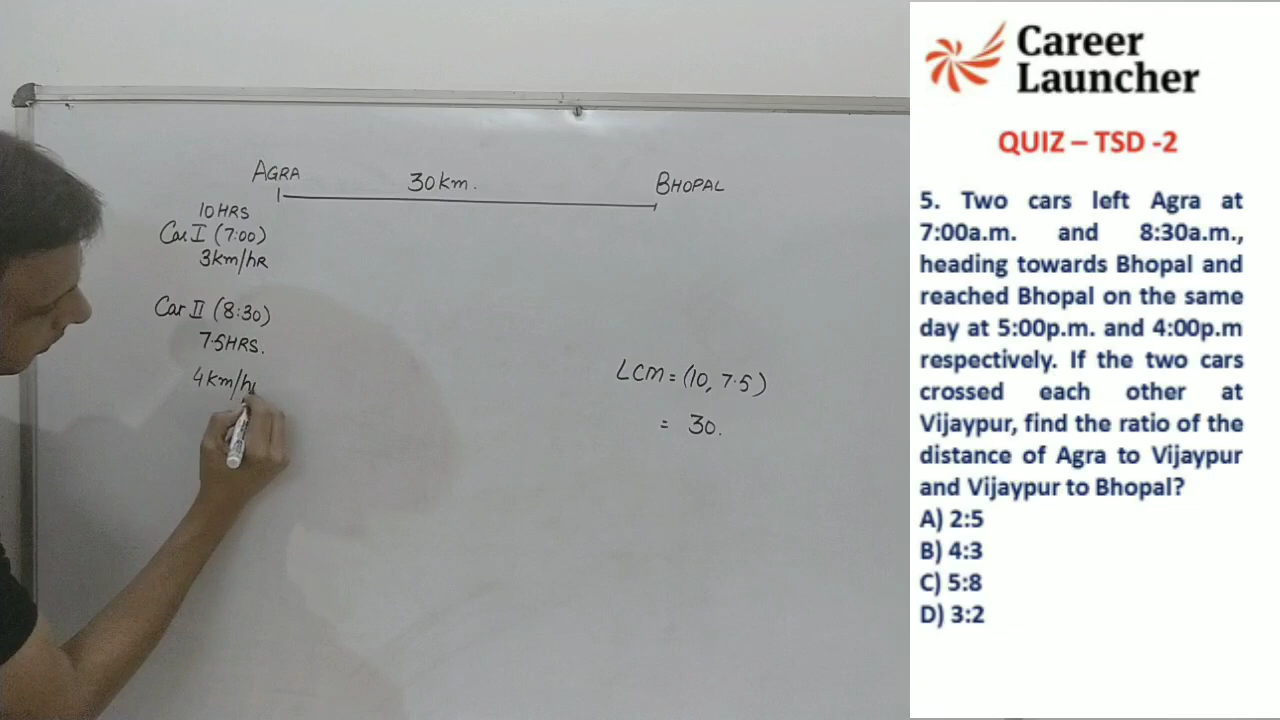 AGRA
30km.
BHOPAL
10HRS
Car I (7:00)
3km/hR
Car II (8:30)
7.5HRS.
4km/h
LCM = (10, 7.5)
= 30.
Career
Launcher
QUIZ – TSD -2
5. Two cars left Agra at
7:00a.m. and 8:30a.m.,
heading towards Bhopal and
reached Bhopal on the same
day at 5:00p.m. and 4:00p.m
respectively. If the two cars
crossed each other at
Vijaypur, find the ratio of the
distance of Agra to Vijaypur
and Vijaypur to Bhopal?
A) 2:5
B) 4:3
C) 5:8
D) 3:2